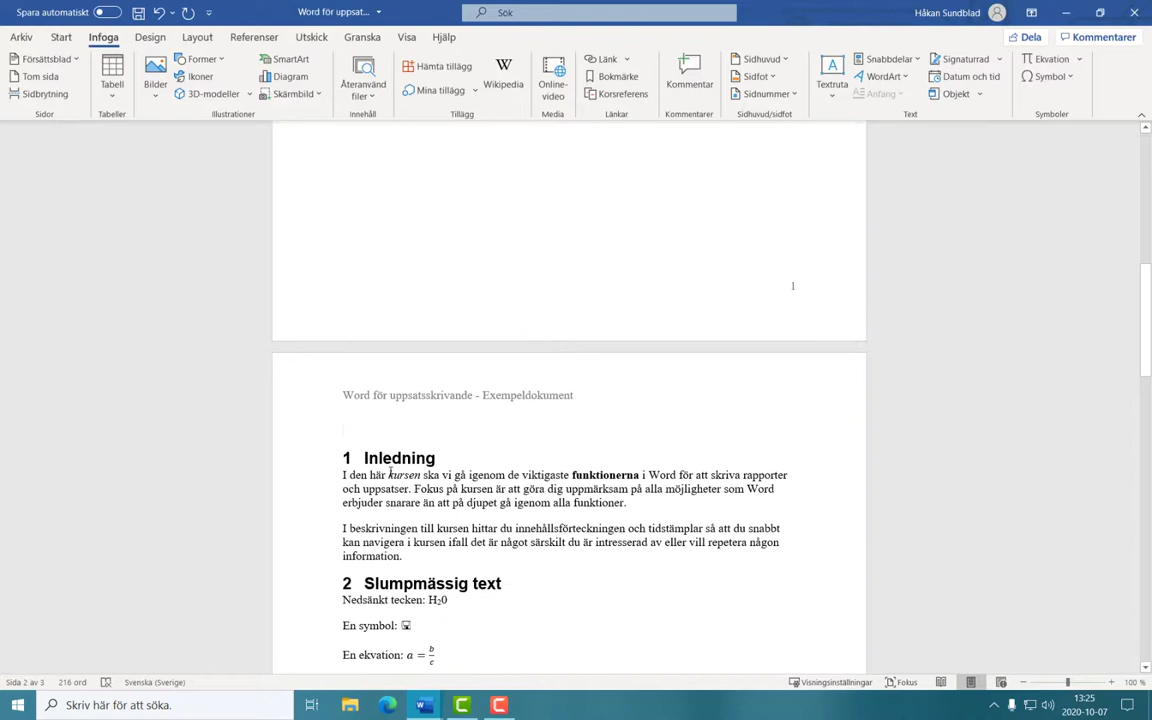 Spara automatiskt
Word för uppsat...
Sök
Håkan Sundblad
Arkiv Start Infoga Design Layout Referenser Utskick Granska Visa Hjälp
Dela Kommentarer
Försättsblad
Tom sida
Sidbrytning
Sidor
Tabell
Tabeller
Bilder
Former
Ikoner
3D-modeller
SmartArt
Diagram
Skärmbild
Illustrationer
Återanvänd
filer
Innehåll
Hämta tillägg
Mina tillägg
Wikipedia
Tillägg
Online-
video
Media
Länk
Bokmärke
Korsreferens
Länkar
Kommentar
Kommentarer
Sidhuvud
Sidfot
Sidnummer
Sidhuvud/sidfot
Textruta
Snabbdelar
WordArt
Anfang
Signaturrad
Datum och tid
Objekt
Text
Ekvation
Symbol
Symboler
1
Word för uppsatsskrivande - Exempeldokument
1 Inledning
I den här kursen ska vi gå igenom de viktigaste funktionerna i Word för att skriva rapporter
och uppsatser. Fokus på kursen är att göra dig uppmärksam på alla möjligheter som Word
erbjuder snarare än att på djupet gå igenom alla funktioner.
I beskrivningen till kursen hittar du innehållsförteckningen och tidstämplar så att du snabbt
kan navigera i kursen ifall det är något särskilt du är intresserad av eller vill repetera någon
information.
2 Slumpmässig text
Nedsänkt tecken: H₂0
En symbol: 🖫
En ekvation: a = b/c
Sida 2 av 3 216 ord Svenska (Sverige)
Visningsinställningar Fokus 100 %
Skriv här för att söka.
13:25
2020-10-07